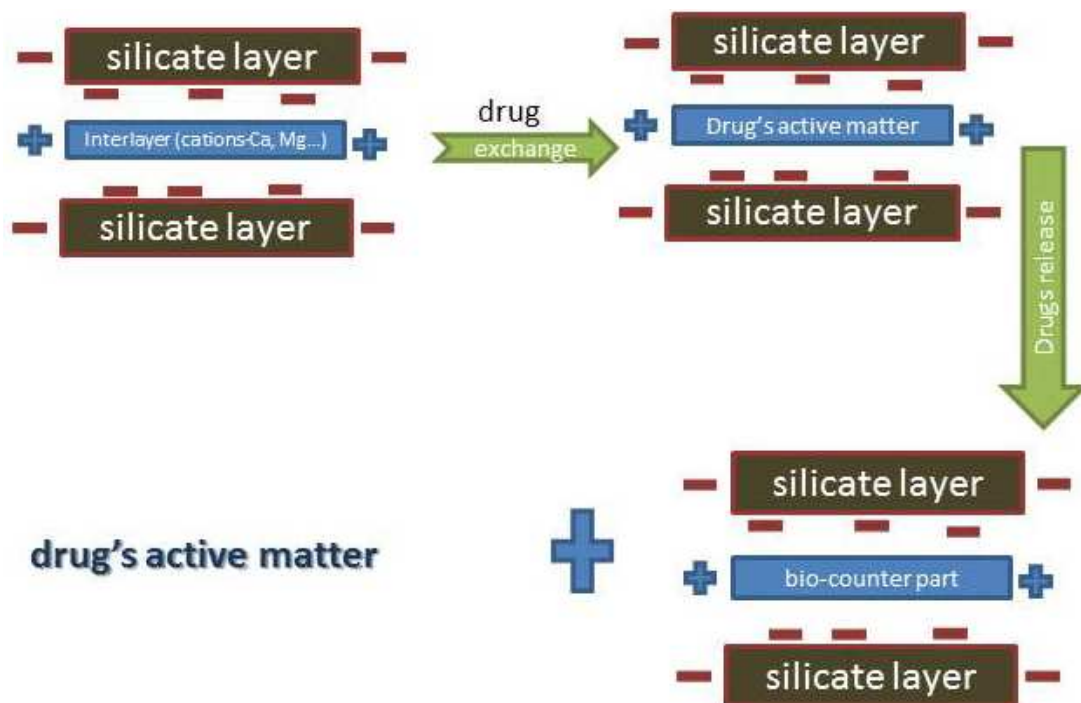 silicate layer
Interlayer (cations-Ca, Mg...)
silicate layer
drug
exchange
silicate layer
Drug's active matter
silicate layer
Drugs release
drug's active matter
silicate layer
bio-counter part
silicate layer